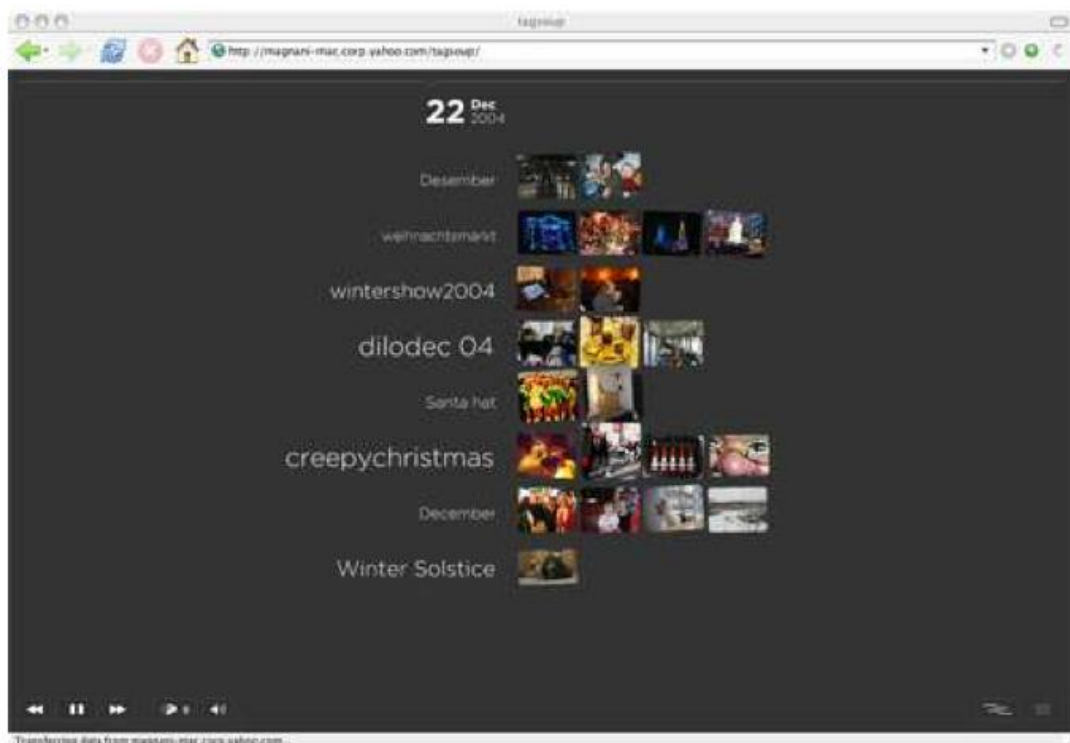 tagsoup
http://magnani-mac.corp.yahoo.com/tagsoup/
22 Dec
2004
Desember
weihnachtsmarkt
wintershow2004
dilodec 04
Santa hat
creepychristmas
December
Winter Solstice
Transferring data from magnani-mac.corp.yahoo.com...